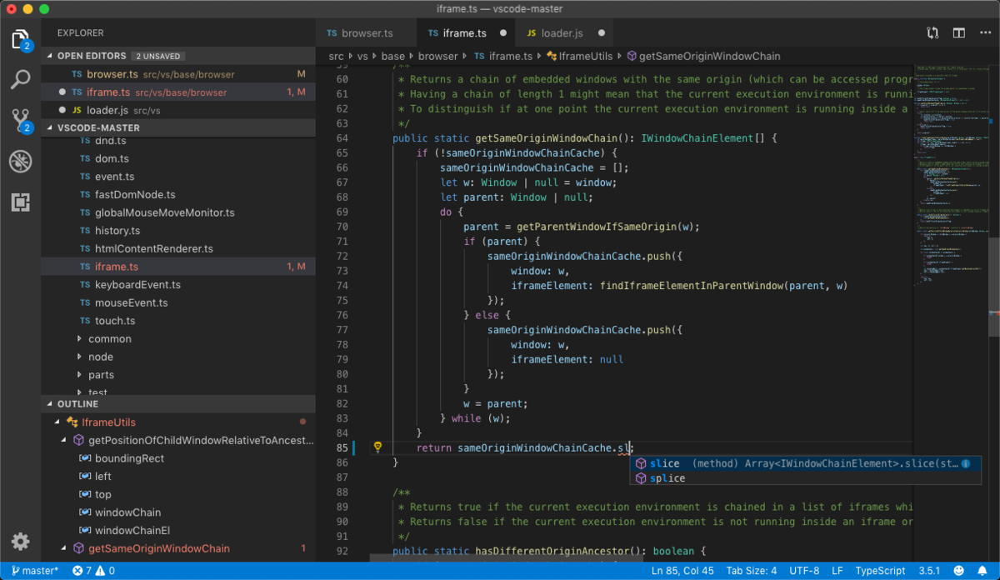 iframe.ts — vscode-master
2
2
EXPLORER
OPEN EDITORS 2 UNSAVED
TS browser.ts src/vs/base/browser M
TS iframe.ts src/vs/base/browser 1, M
JS loader.js src/vs
VSCODE-MASTER
TS dnd.ts
TS dom.ts
TS event.ts
TS fastDomNode.ts
TS globalMouseMoveMonitor.ts
TS history.ts
TS htmlContentRenderer.ts
TS iframe.ts 1, M
TS keyboardEvent.ts
TS mouseEvent.ts
TS touch.ts
common
node
parts
test
OUTLINE
IframeUtils
getPositionOfChildWindowRelativeToAncest...
boundingRect
left
top
windowChain
windowChainEl
getSameOriginWindowChain 1
TS browser.ts TS iframe.ts JS loader.js
src vs base browser TS iframe.ts IframeUtils getSameOriginWindowChain
59 /**
60 * Returns a chain of embedded windows with the same origin (which can be accessed prog
61 * Having a chain of length 1 might mean that the current execution environment is runni
62 * To distinguish if at one point the current execution environment is running inside a
63 */
64 public static getSameOriginWindowChain(): IWindowChainElement[] {
65 if (!sameOriginWindowChainCache) {
66 sameOriginWindowChainCache = [];
67 let w: Window | null = window;
68 let parent: Window | null;
69 do {
70 parent = getParentWindowIfSameOrigin(w);
71 if (parent) {
72 sameOriginWindowChainCache.push({
73 window: w,
74 iframeElement: findIframeElementInParentWindow(parent, w)
75 });
76 } else {
77 sameOriginWindowChainCache.push({
78 window: w,
79 iframeElement: null
80 });
81 }
82 w = parent;
83 } while (w);
84 }
85 return sameOriginWindowChainCache.sl;
86 }
slice (method) Array<IWindowChainElement>.slice(st...
splice
87
88 /**
89 * Returns true if the current execution environment is chained in a list of iframes whi
90 * Returns false if the current execution environment is not running inside an iframe or
91 */
92 public static hasDifferentOriginAncestor(): boolean {
master* 7 0 Ln 85, Col 45 Tab Size: 4 UTF-8 LF TypeScript 3.5.1